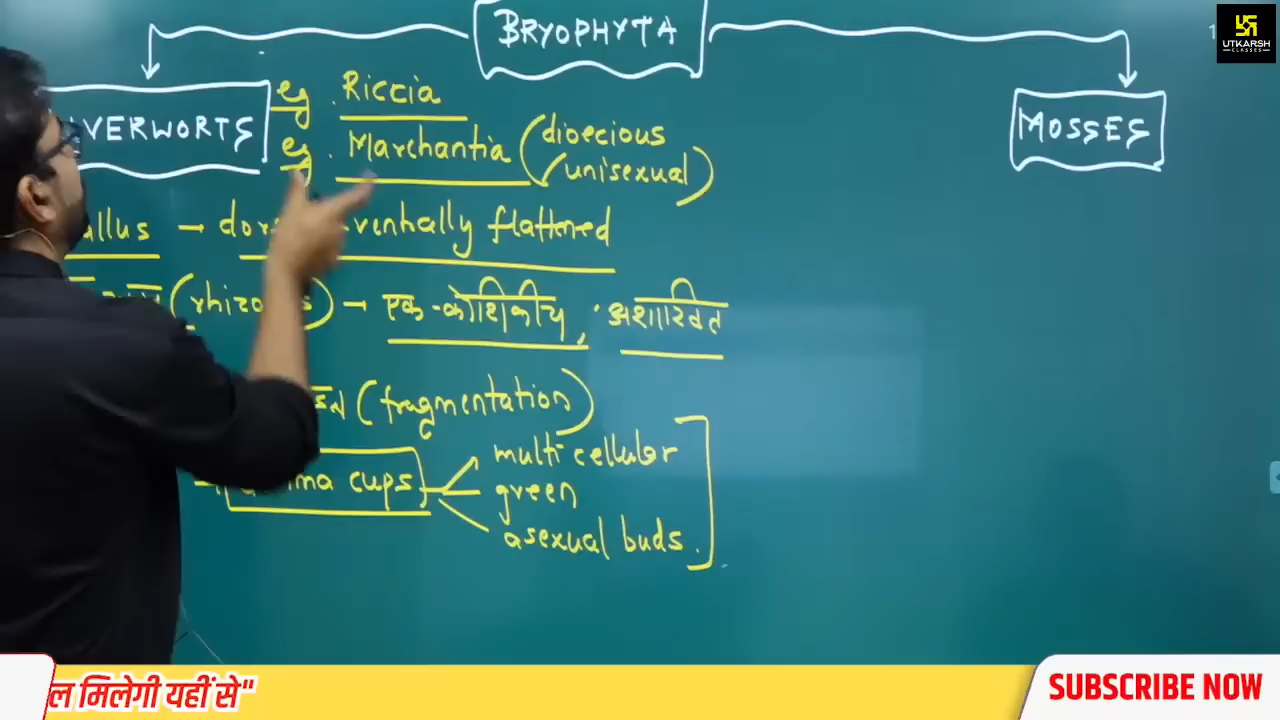 BRYOPHYTA
UTKARSH
CLASSES
VERWORTS
eg. Riccia
eg. Marchantia (dioecious / unisexual)
MOSSES
allus → dor ventrally flattened
(rhizo s) → एक-कोशिकीय, अशाखित
(fragmentation)
ma cups
multicellular
green
asexual buds.
ल मिलेगी यहीं से"
SUBSCRIBE NOW